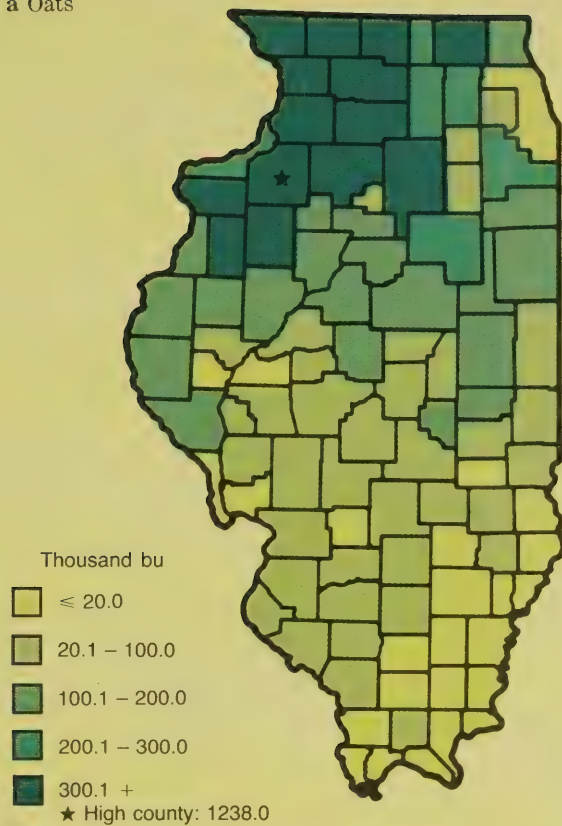 a Oats
Thousand bu
≤ 20.0
20.1 – 100.0
100.1 – 200.0
200.1 – 300.0
300.1 +
★ High county: 1238.0